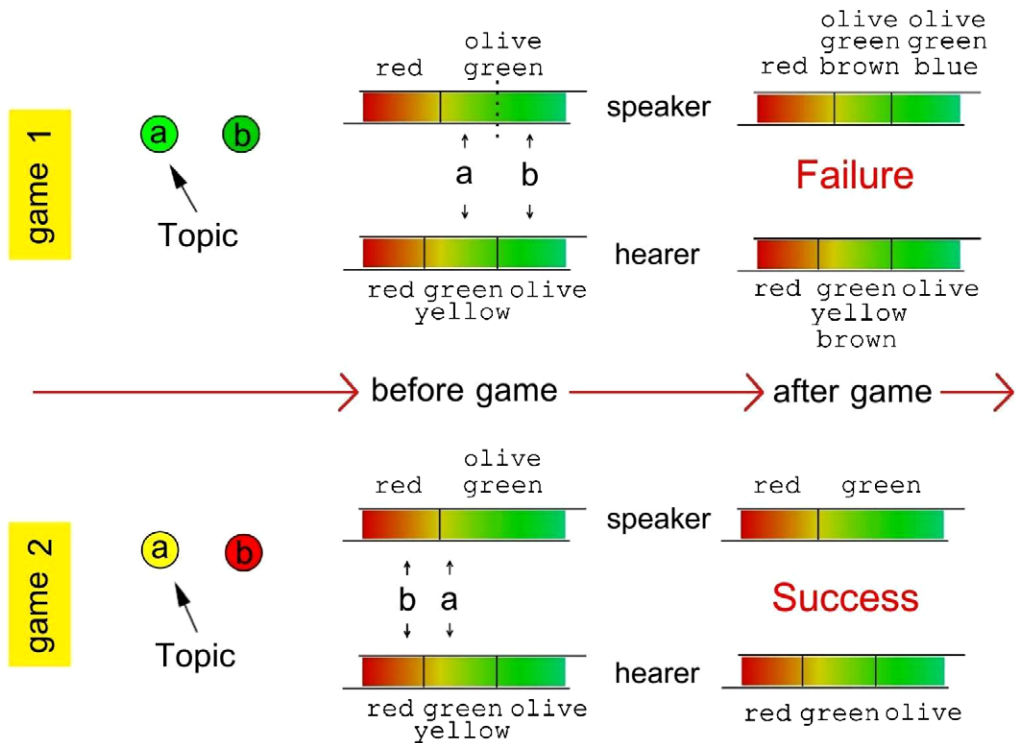 game 1
a b
Topic
olive
red green
speaker
a b
hearer
red green olive
yellow
olive olive
green green
red brown blue
Failure
red green olive
yellow
brown
before game
after game
game 2
a b
Topic
olive
red green
speaker
b a
hearer
red green olive
yellow
red green
Success
red green olive